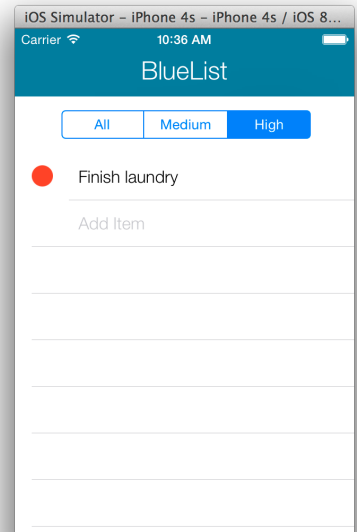 iOS Simulator – iPhone 4s – iPhone 4s / iOS 8...
Carrier 10:36 AM
BlueList
All Medium High
Finish laundry
Add Item